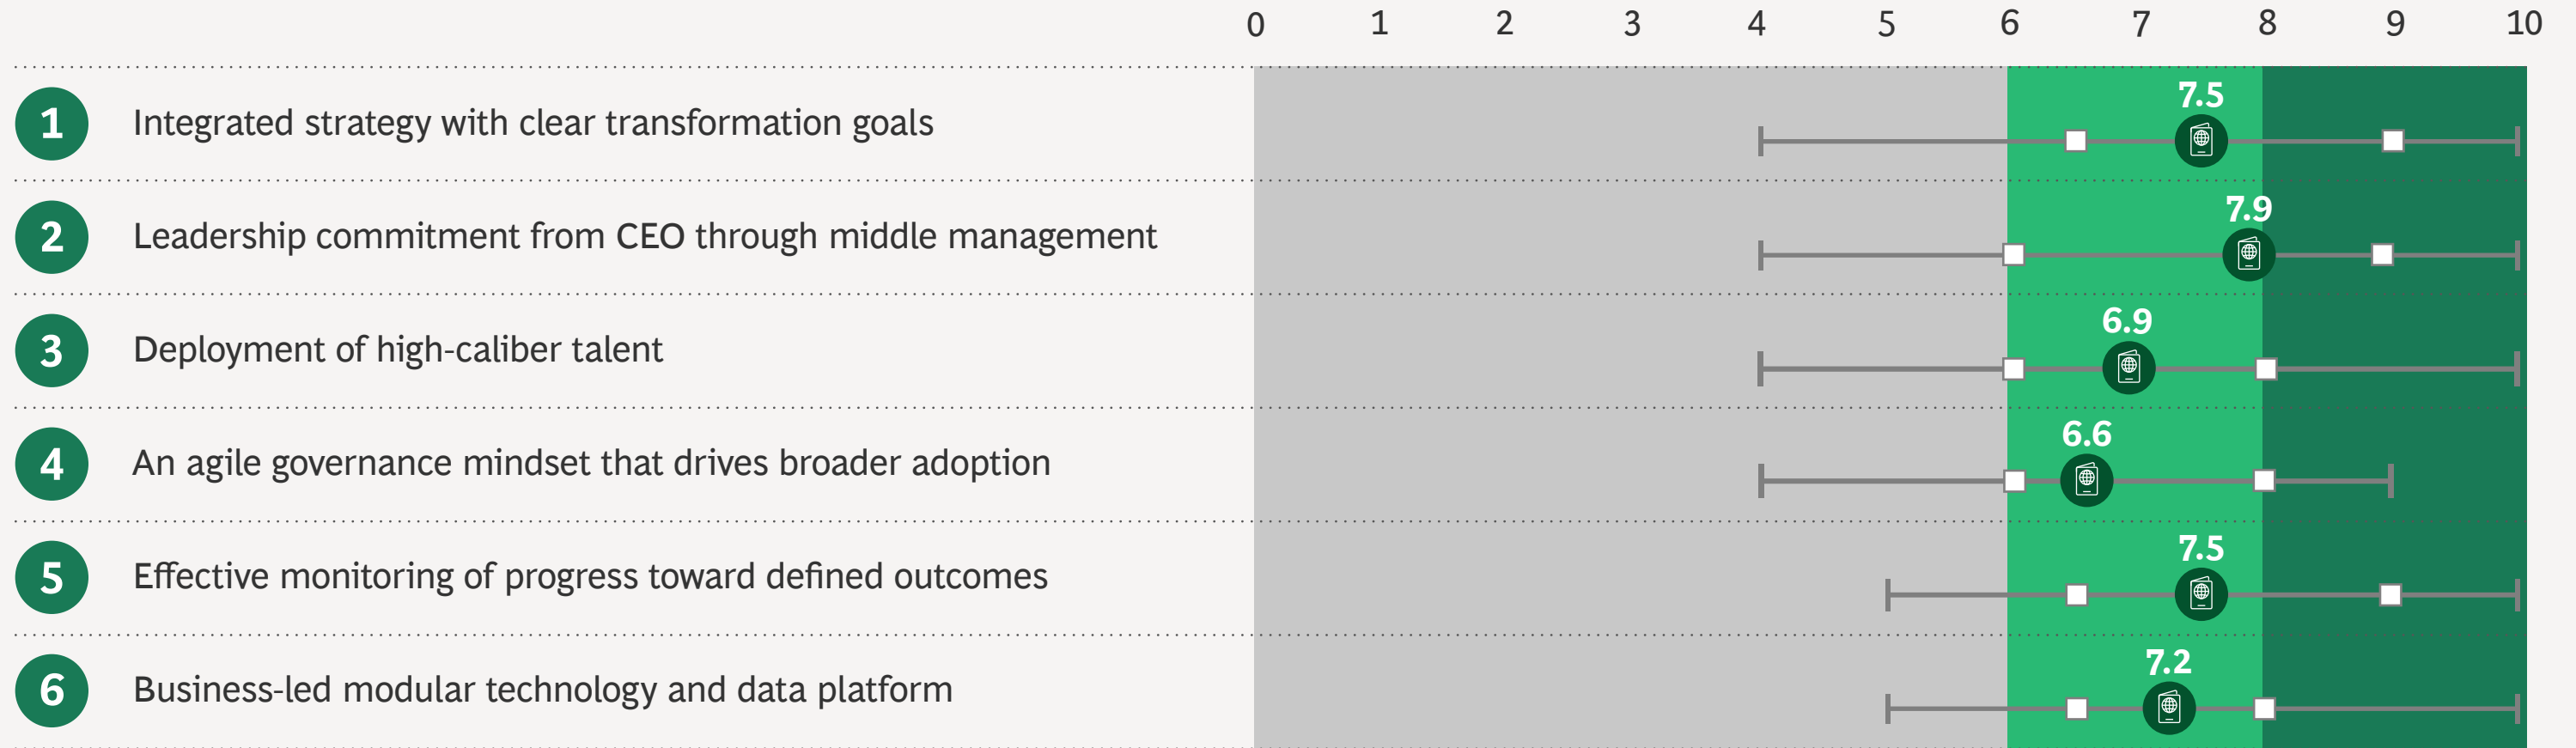 0 1 2 3 4 5 6 7 8 9 10
1 Integrated strategy with clear transformation goals 7.5
2 Leadership commitment from CEO through middle management 7.9
3 Deployment of high-caliber talent 6.9
4 An agile governance mindset that drives broader adoption 6.6
5 Effective monitoring of progress toward defined outcomes 7.5
6 Business-led modular technology and data platform 7.2